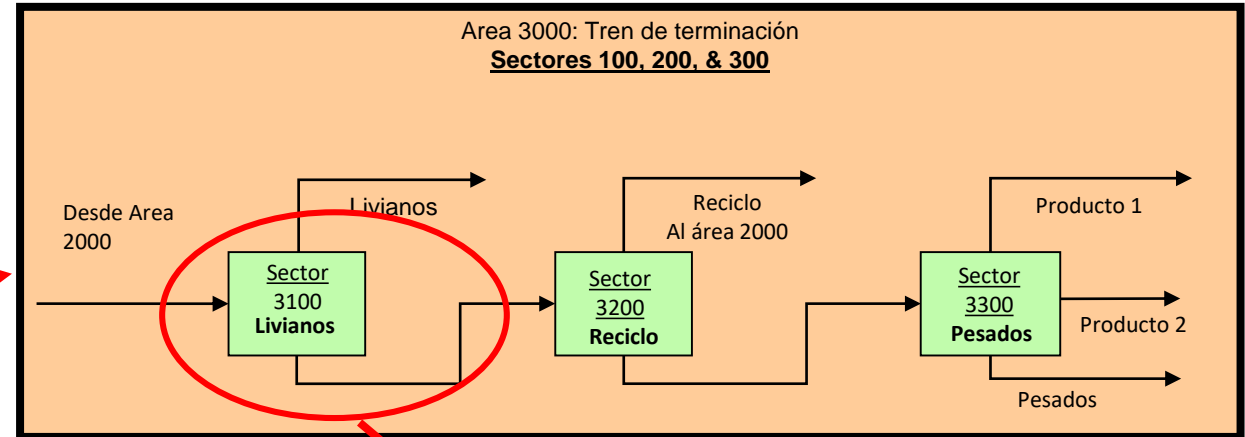 Area 3000: Tren de terminación
Sectores 100, 200, & 300
Desde Area
2000
Livianos
Sector
3100
Livianos
Reciclo
Al área 2000
Sector
3200
Reciclo
Producto 1
Sector
3300
Pesados
Producto 2
Pesados